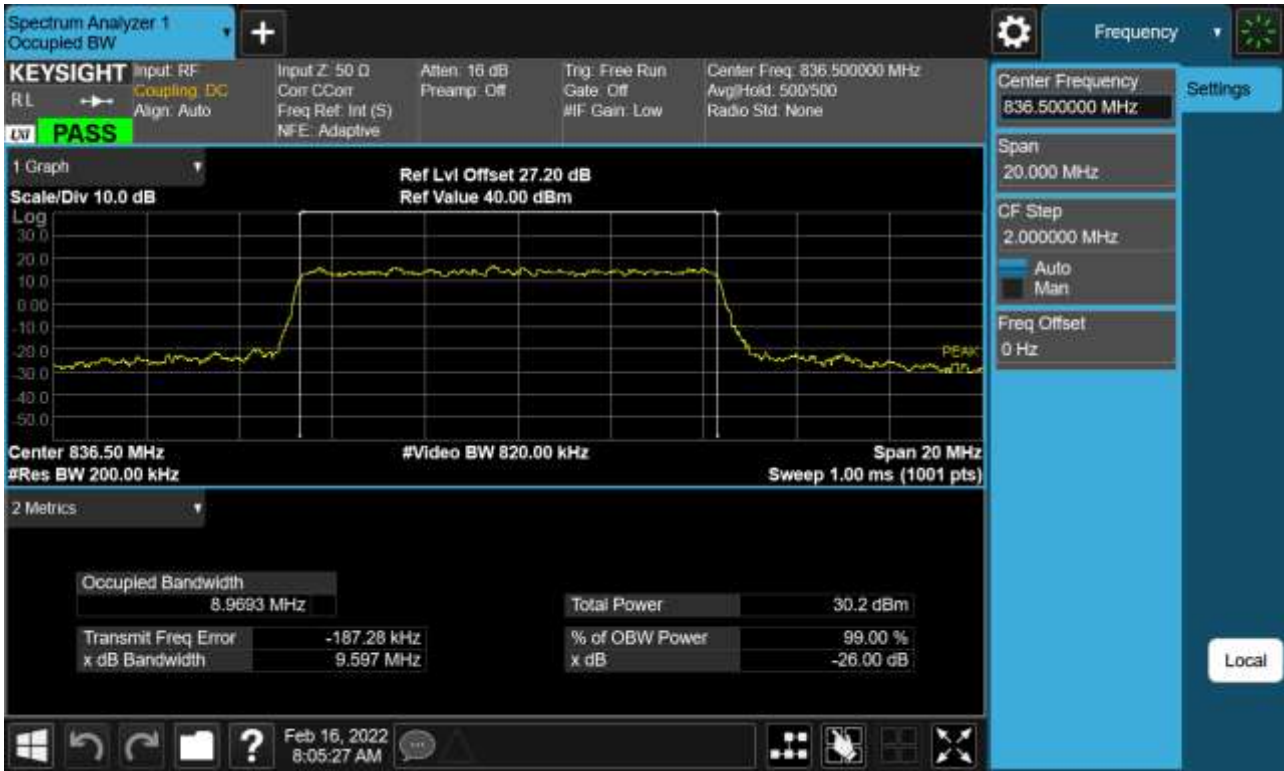 Spectrum Analyzer 1
Occupied BW
+
Frequency
KEYSIGHT
RL
PASS
Input: RF
Coupling: DC
Align: Auto
Input Z: 50 Ω
Corr CCorr
Freq Ref: Int (S)
NFE: Adaptive
Atten: 16 dB
Preamp: Off
Trig: Free Run
Gate: Off
#IF Gain: Low
Center Freq: 836.500000 MHz
Avg|Hold: 500/500
Radio Std: None
Center Frequency
836.500000 MHz
Settings
Span
20.000 MHz
CF Step
2.000000 MHz
Auto
Man
Freq Offset
0 Hz
1 Graph
Scale/Div 10.0 dB
Ref Lvl Offset 27.20 dB
Ref Value 40.00 dBm
Log
30.0
20.0
10.0
0.00
-10.0
-20.0
-30.0
-40.0
-50.0
PEAK
Center 836.50 MHz
#Video BW 820.00 kHz
Span 20 MHz
#Res BW 200.00 kHz
Sweep 1.00 ms (1001 pts)
2 Metrics
Occupied Bandwidth
8.9693 MHz
Total Power 30.2 dBm
Transmit Freq Error -187.28 kHz
% of OBW Power 99.00 %
x dB Bandwidth 9.597 MHz
x dB -26.00 dB
Local
?
Feb 16, 2022
8:05:27 AM